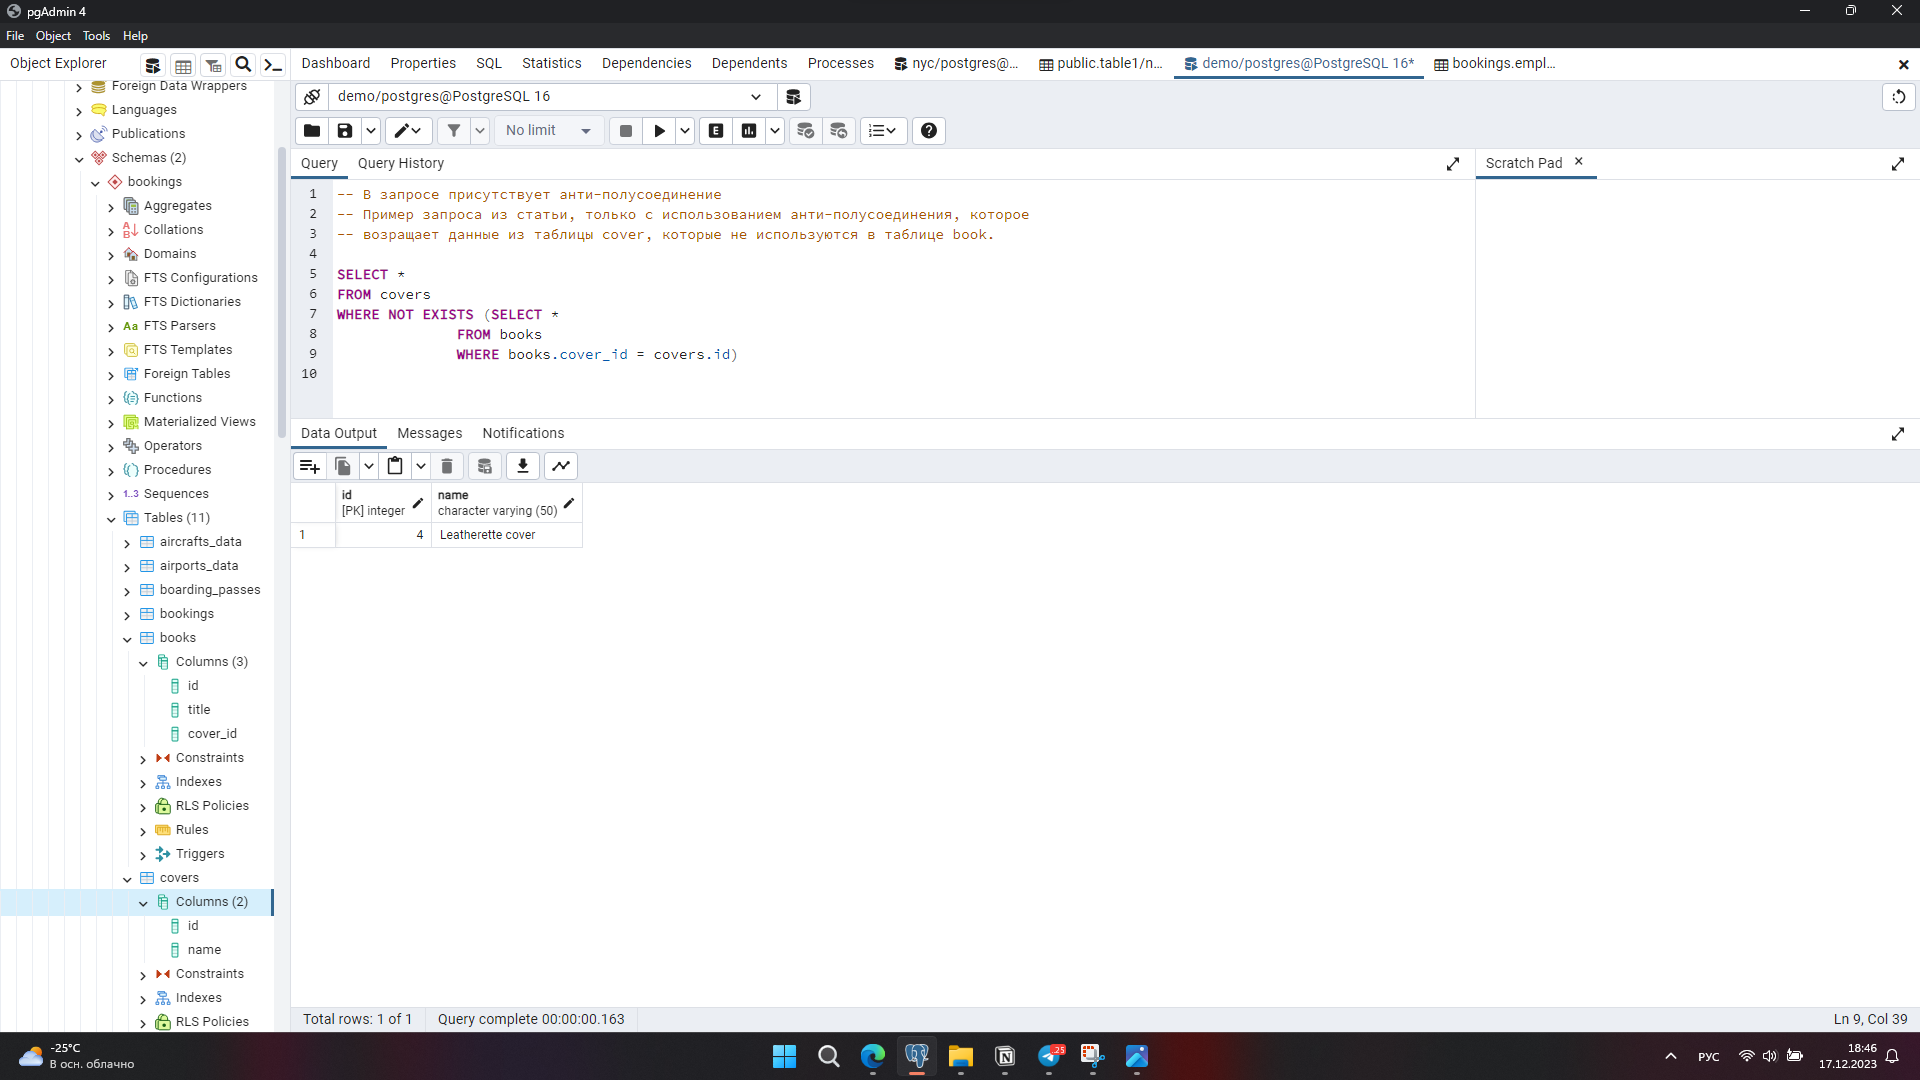 pgAdmin 4
File Object Tools Help
Object Explorer
Dashboard Properties SQL Statistics Dependencies Dependents Processes nyc/postgres@... public.table1/n... demo/postgres@PostgreSQL 16* bookings.empl...
demo/postgres@PostgreSQL 16
No limit
Query Query History
Scratch Pad
1 -- В запросе присутствует анти-полусоединение
2 -- Пример запроса из статьи, только с использованием анти-полусоединения, которое
3 -- возращает данные из таблицы cover, которые не используются в таблице book.
4
5 SELECT *
6 FROM covers
7 WHERE NOT EXISTS (SELECT *
8 FROM books
9 WHERE books.cover_id = covers.id)
10
Data Output Messages Notifications
id name
[PK] integer character varying (50)
1 4 Leatherette cover
Total rows: 1 of 1 Query complete 00:00:00.163 Ln 9, Col 39
Foreign Data Wrappers
Languages
Publications
Schemas (2)
bookings
Aggregates
Collations
Domains
FTS Configurations
FTS Dictionaries
Aa FTS Parsers
FTS Templates
Foreign Tables
Functions
Materialized Views
Operators
Procedures
1..3 Sequences
Tables (11)
aircrafts_data
airports_data
boarding_passes
bookings
books
Columns (3)
id
title
cover_id
Constraints
Indexes
RLS Policies
Rules
Triggers
covers
Columns (2)
id
name
Constraints
Indexes
RLS Policies
-25°C
В осн. облачно
25
РУС
18:46
17.12.2023